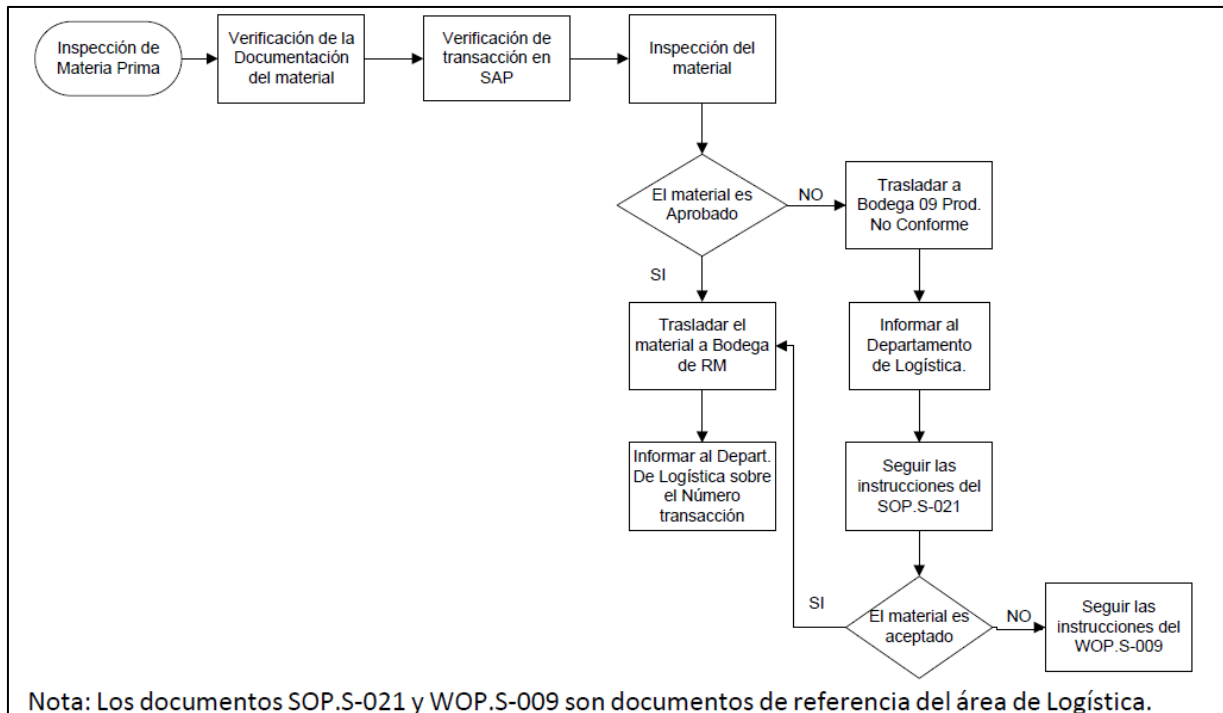 Inspección de
Materia Prima
Verificación de la
Documentación
del material
Verificación de
transacción en
SAP
Inspección del
material
El material es
Aprobado
NO
Trasladar a
Bodega 09 Prod.
No Conforme
SI
Trasladar el
material a Bodega
de RM
Informar al
Departamento
de Logística.
Informar al Depart.
De Logística sobre
el Número
transacción
Seguir las
instrucciones del
SOP.S-021
SI
El material es
aceptado
NO
Seguir las
instrucciones del
WOP.S-009
Nota: Los documentos SOP.S-021 y WOP.S-009 son documentos de referencia del área de Logística.